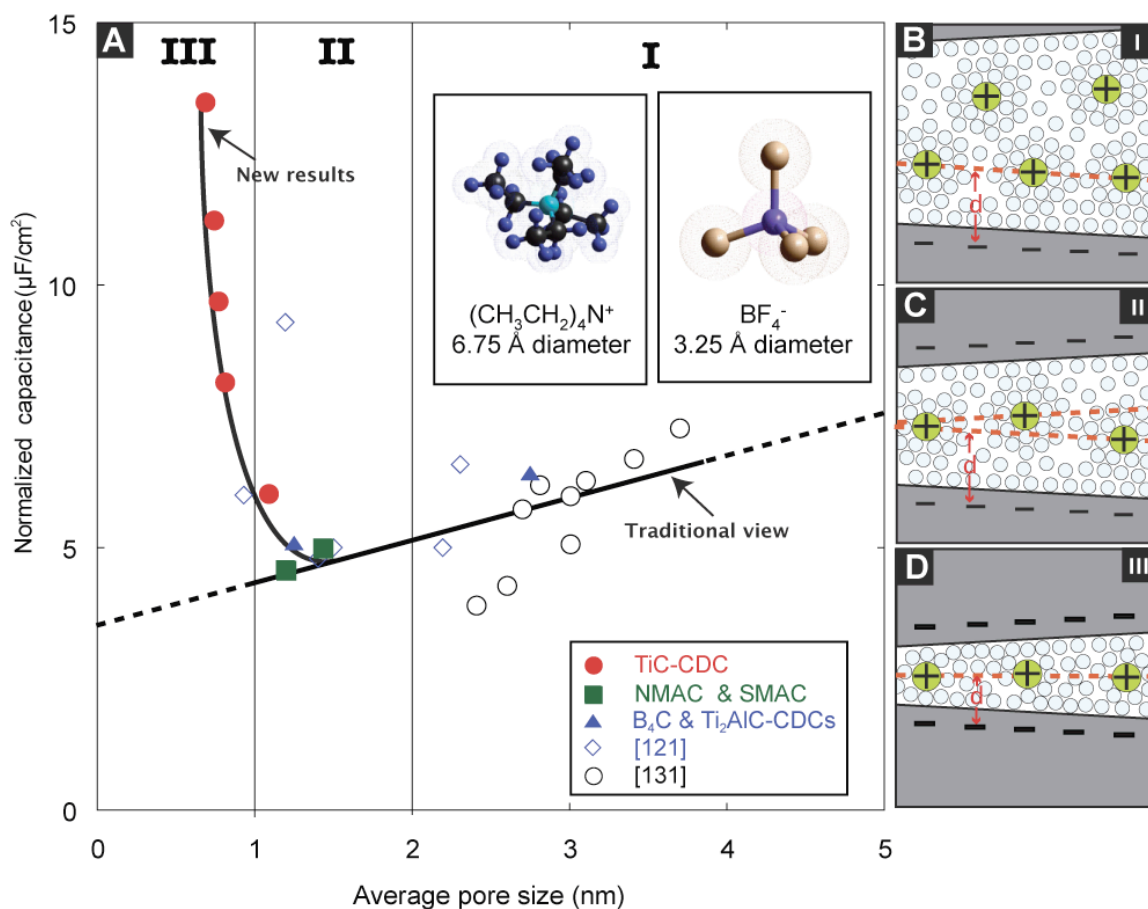 A
III
II
I
15
10
5
0
Normalized capacitance (µF/cm²)
New results
(CH₃CH₂)₄N⁺
6.75 Å diameter
BF₄⁻
3.25 Å diameter
Traditional view
TiC-CDC
NMAC & SMAC
B₄C & Ti₂AlC-CDCs
[121]
[131]
0
1
2
3
4
5
Average pore size (nm)
B
I
d
C
II
d
D
III
d